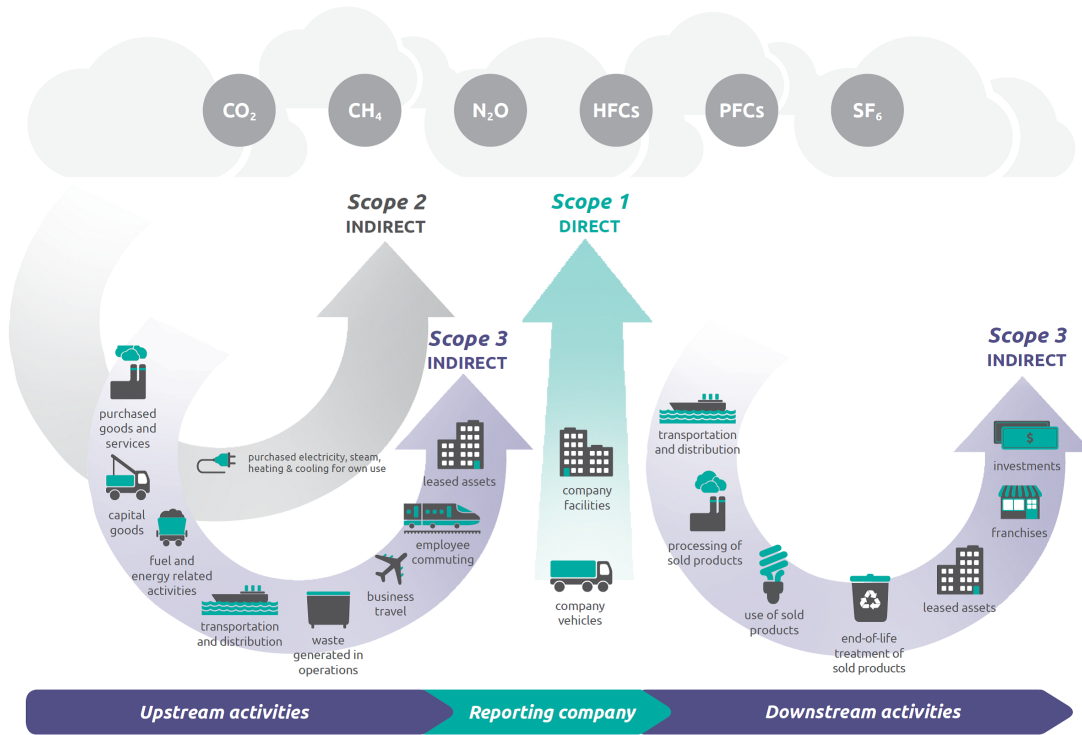 CO₂
CH₄
N₂O
HFCs
PFCs
SF₆
Scope 2
INDIRECT
Scope 1
DIRECT
Scope 3
INDIRECT
Scope 3
INDIRECT
purchased
goods and
services
capital
goods
fuel and
energy related
activities
purchased electricity, steam,
heating & cooling for own use
transportation
and distribution
waste
generated in
operations
business
travel
employee
commuting
leased assets
company
facilities
company
vehicles
transportation
and distribution
processing of
sold products
use of sold
products
end-of-life
treatment of
sold products
leased assets
franchises
$
investments
Upstream activities
Reporting company
Downstream activities